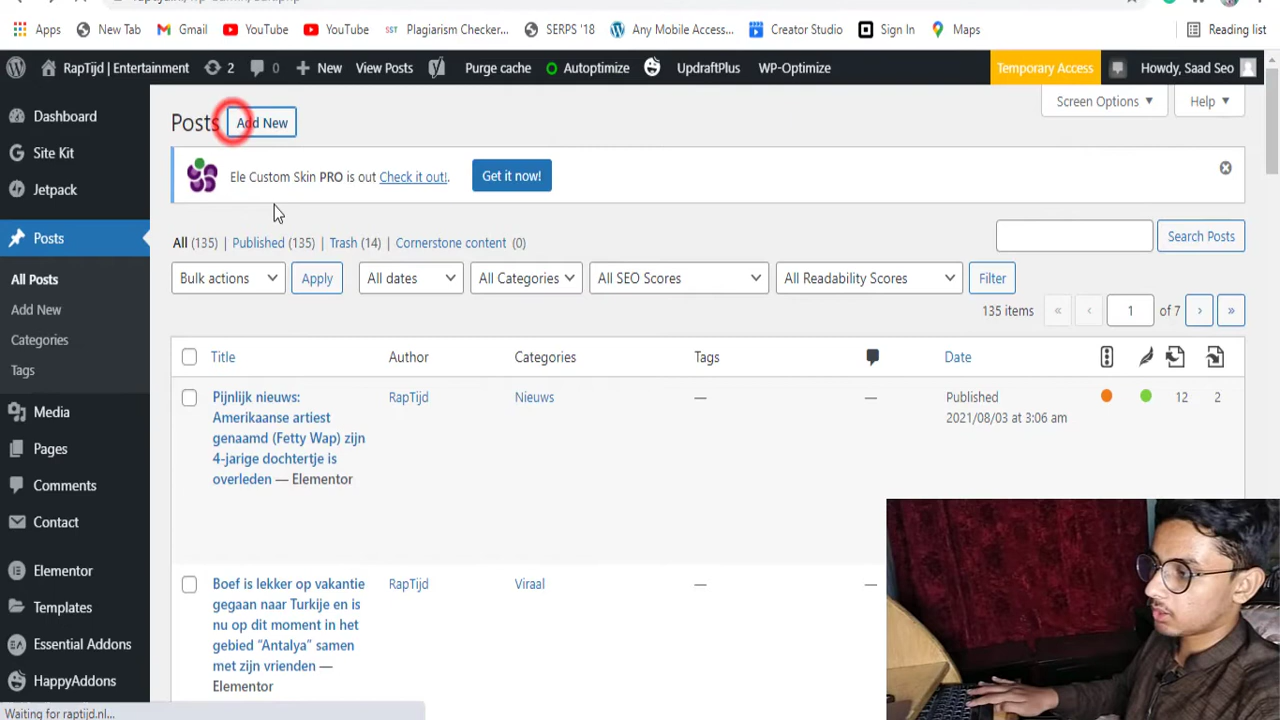 Apps New Tab Gmail YouTube YouTube SST Plagiarism Checker... SERPS '18 Any Mobile Access... Creator Studio Sign In Maps Reading list
RapTijd | Entertainment 2 0 New View Posts Purge cache Autoptimize UpdraftPlus WP-Optimize Temporary Access Howdy, Saad Seo
Dashboard
Site Kit
Jetpack
Posts
All Posts
Add New
Categories
Tags
Media
Pages
Comments
Contact
Elementor
Templates
Essential Addons
HappyAddons
Posts Add New Screen Options Help
Ele Custom Skin PRO is out Check it out!. Get it now!
All (135) | Published (135) | Trash (14) | Cornerstone content (0) Search Posts
Bulk actions Apply All dates All Categories All SEO Scores All Readability Scores Filter
135 items « ‹ 1 of 7 › »
Title Author Categories Tags Date
Pijnlijk nieuws: RapTijd Nieuws — — Published 12 2
Amerikaanse artiest 2021/08/03 at 3:06 am
genaamd (Fetty Wap) zijn
4-jarige dochtertje is
overleden — Elementor
Boef is lekker op vakantie RapTijd Viraal — —
gegaan naar Turkije en is
nu op dit moment in het
gebied “Antalya” samen
met zijn vrienden —
Elementor
Waiting for raptijd.nl...